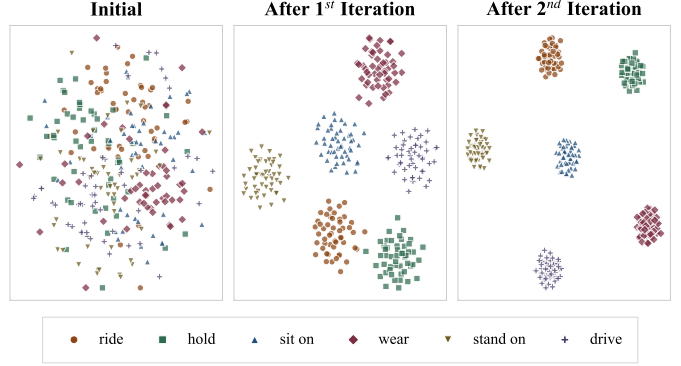 Initial
After 1st Iteration
After 2nd Iteration
ride hold sit on wear stand on drive